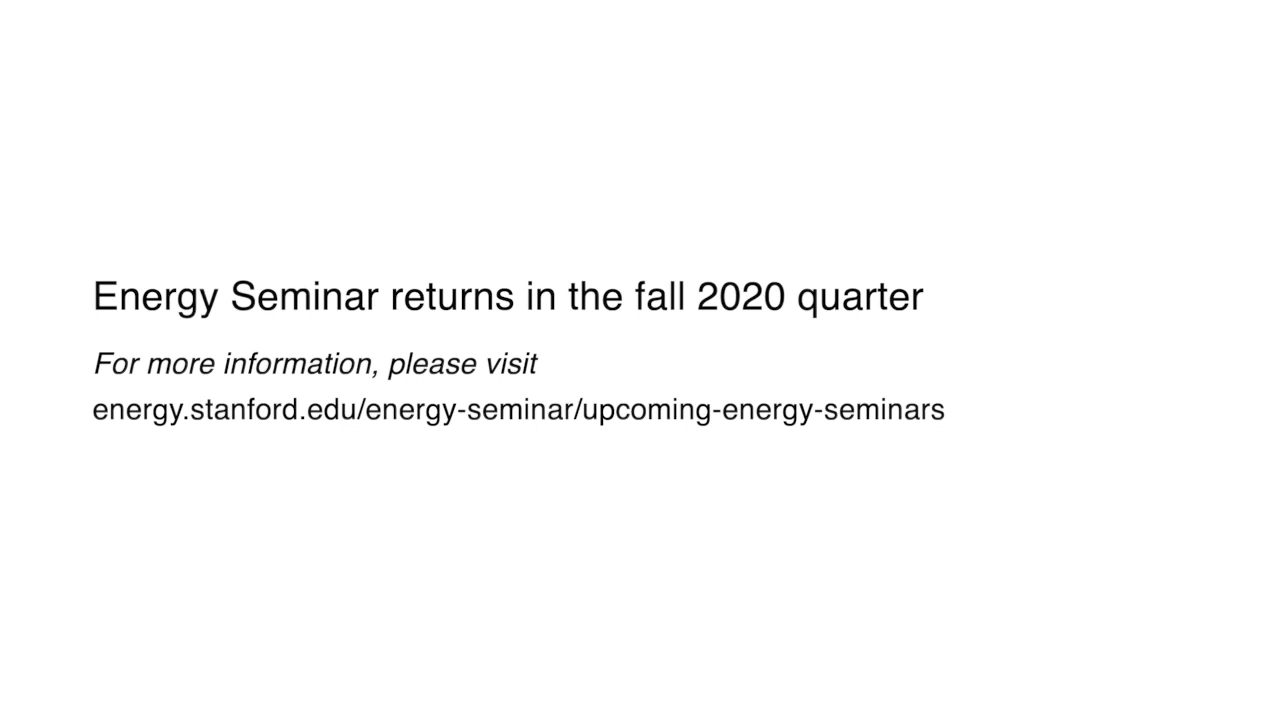 Energy Seminar returns in the fall 2020 quarter
For more information, please visit
energy.stanford.edu/energy-seminar/upcoming-energy-seminars